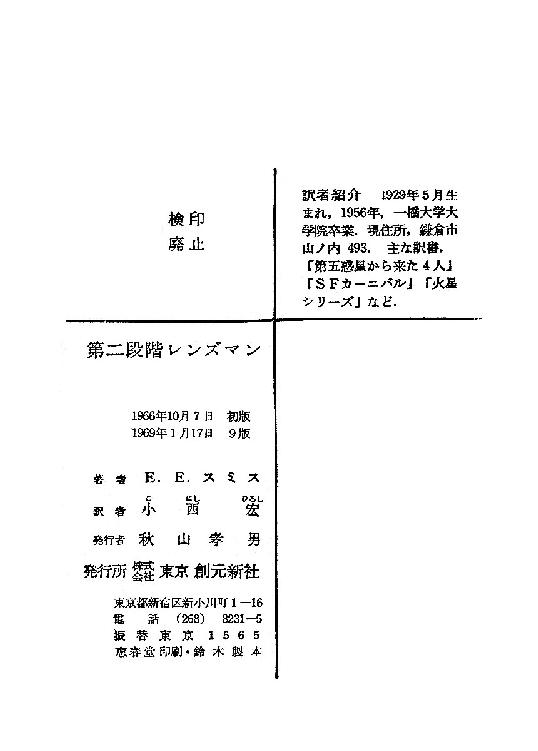 検印
廃止
訳者紹介 1929年5月生
まれ，1956年，一橋大学大
学院卒業．現住所，鎌倉市
山ノ内 493． 主な訳書，
『第五惑星から来た4人』
『SFカーニバル』『火星
シリーズ』など．
第二段階レンズマン
1966年10月7日 初版
1969年1月17日 9版
著者 E．E．スミス
こ にし ひろし
訳者 小西 宏
発行者 秋山孝男
発行所 株式会社 東京創元新社
東京都新宿区新小川町1－16
電話 (268) 8231－5
振替東京1565
恵春堂印刷・鈴木製本